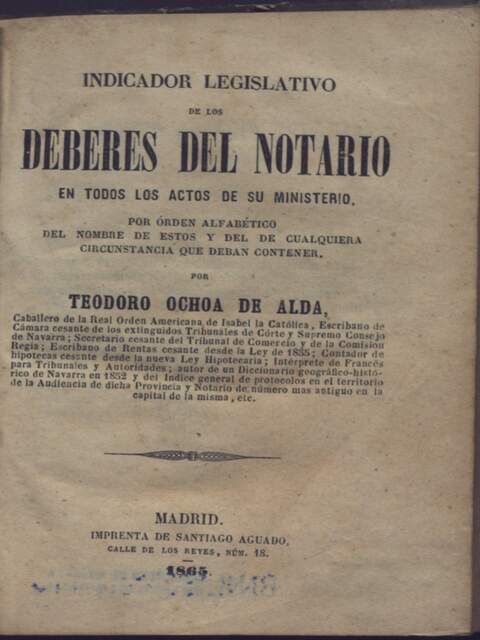 INDICADOR LEGISLATIVO
DE LOS
DEBERES DEL NOTARIO
EN TODOS LOS ACTOS DE SU MINISTERIO,
POR ÓRDEN ALFABÉTICO
DEL NOMBRE DE ESTOS Y DEL DE CUALQUIERA
CIRCUNSTANCIA QUE DEBAN CONTENER.
POR
TEODORO OCHOA DE ALDA,
Caballero de la Real Orden Americana de Isabel la Católica, Escribano de
Cámara cesante de los extinguidos Tribunales de Córte y Supremo Consejo
de Navarra; Secretario cesante del Tribunal de Comercio y de la Comision
Regia; Escribano de Rentas cesante desde la Ley de 1855; Contador de
hipotecas cesante desde la nueva Ley Hipotecaria; Intérprete de Francés
para Tribunales y Autoridades; autor de un Diccionario geográfico-histó-
rico de Navarra en 1852 y del Indice general de protocolos en el territorio
de la Audiencia de dicha Provincia y Notario de número mas antiguo en la
capital de la misma, etc.
MADRID.
IMPRENTA DE SANTIAGO AGUADO,
CALLE DE LOS REYES, NÚM. 18.
1865